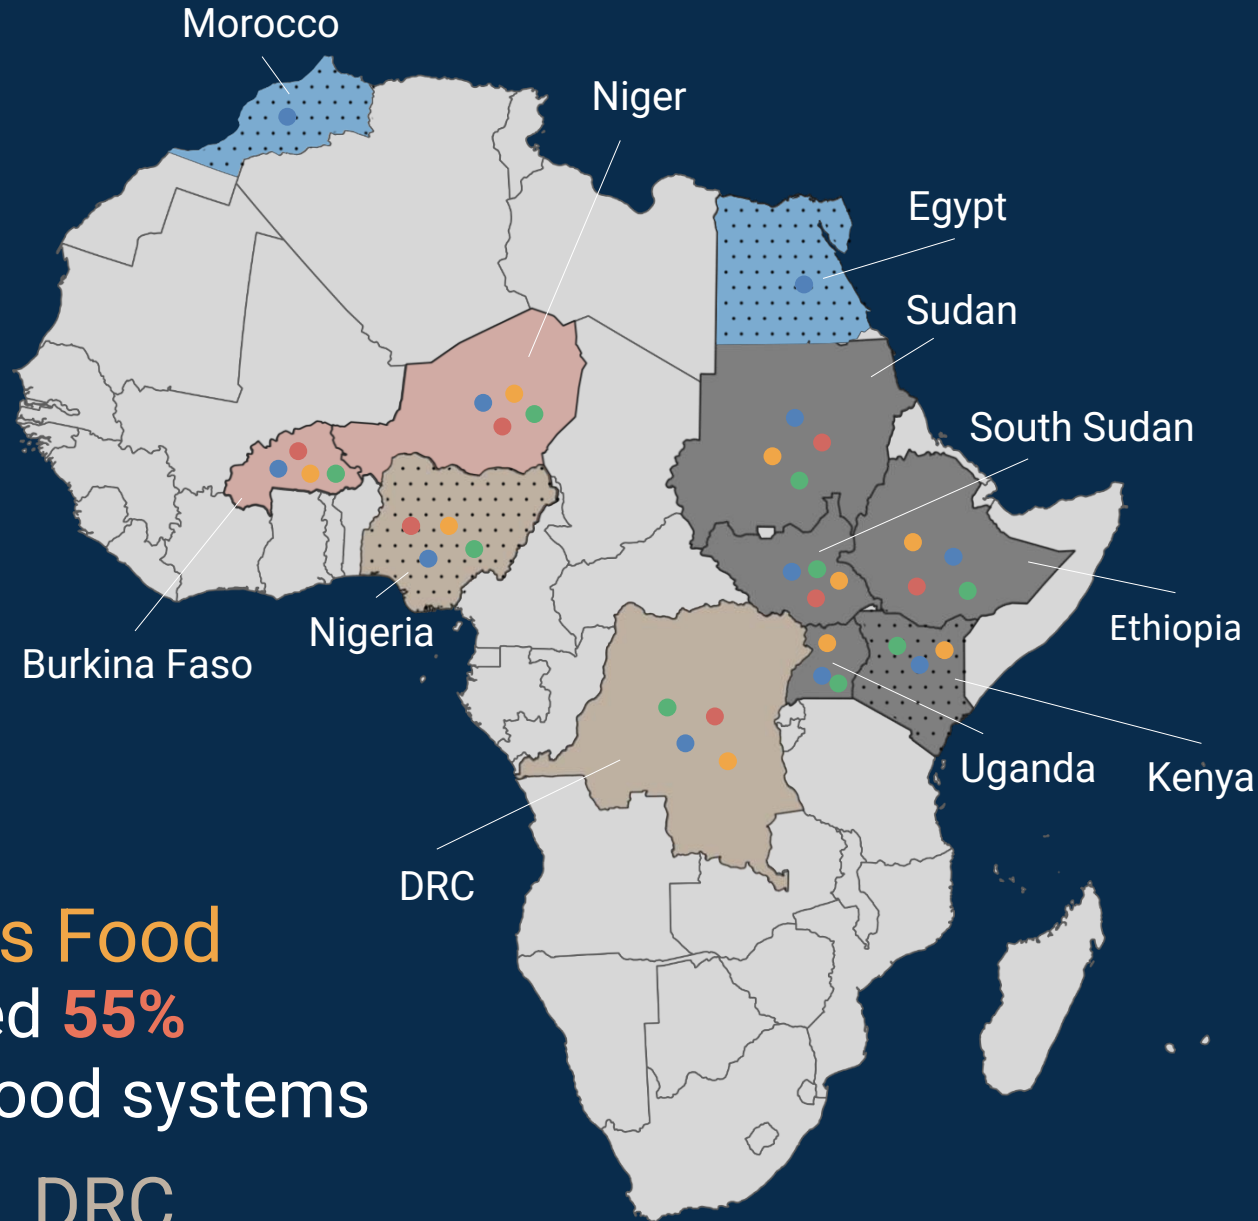 Morocco
Niger
Egypt
Sudan
South Sudan
Ethiopia
Nigeria
Burkina Faso
Uganda
Kenya
DRC
s Food
ed 55%
ood systems
DRC